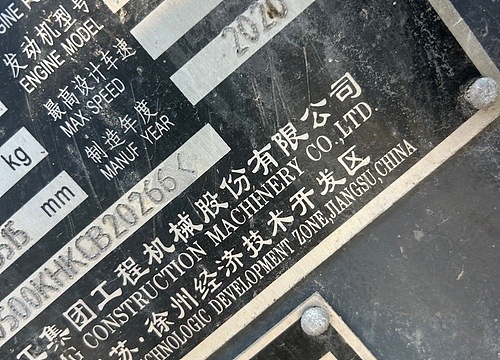 发动机型号
ENGINE MODEL
最高设计车速
MAX. SPEED
2020
制造年度
MANUF YEAR
kg
mm
500KHKCB20266
集团工程机械股份有限公司
G CONSTRUCTION MACHINERY CO.,LTD.
苏·徐州经济技术开发区
CHNOLOGIC DEVELOPMENT ZONE,JIANGSU,CHINA